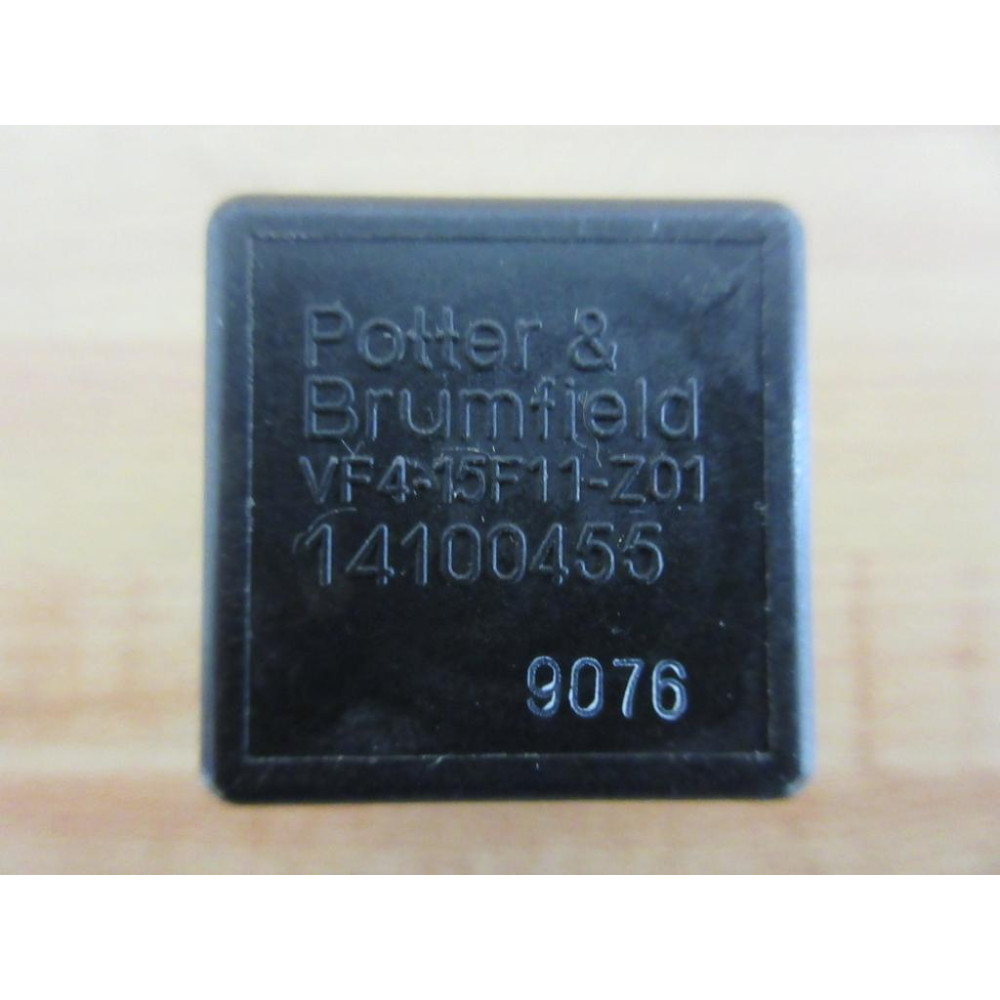 Potter &
Brumfield
VF4-15F11-Z01
14100455
9076